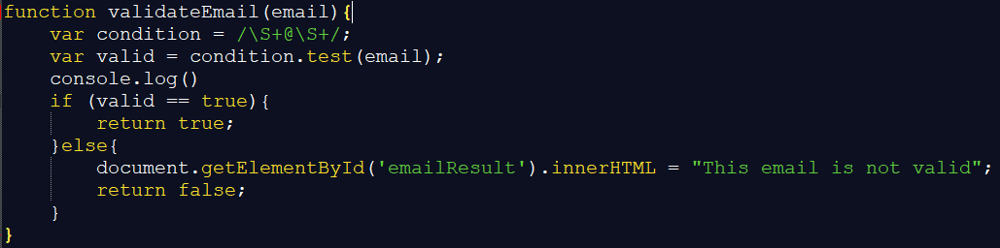 function validateEmail(email){
    var condition = /\S+@\S+/;
    var valid = condition.test(email);
    console.log()
    if (valid == true){
        return true;
    }else{
        document.getElementById('emailResult').innerHTML = "This email is not valid";
        return false;
    }
}